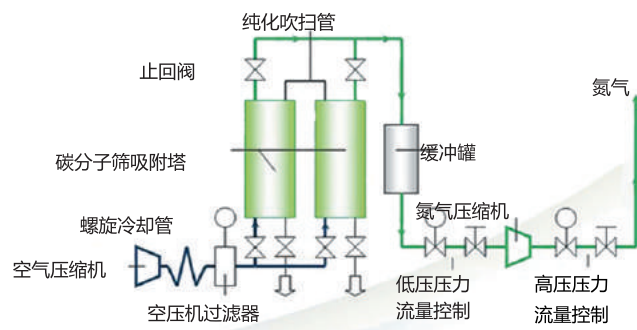 纯化吹扫管
止回阀
氮气
碳分子筛吸附塔
缓冲罐
螺旋冷却管
氮气压缩机
空气压缩机
空压机过滤器
低压压力
流量控制
高压压力
流量控制